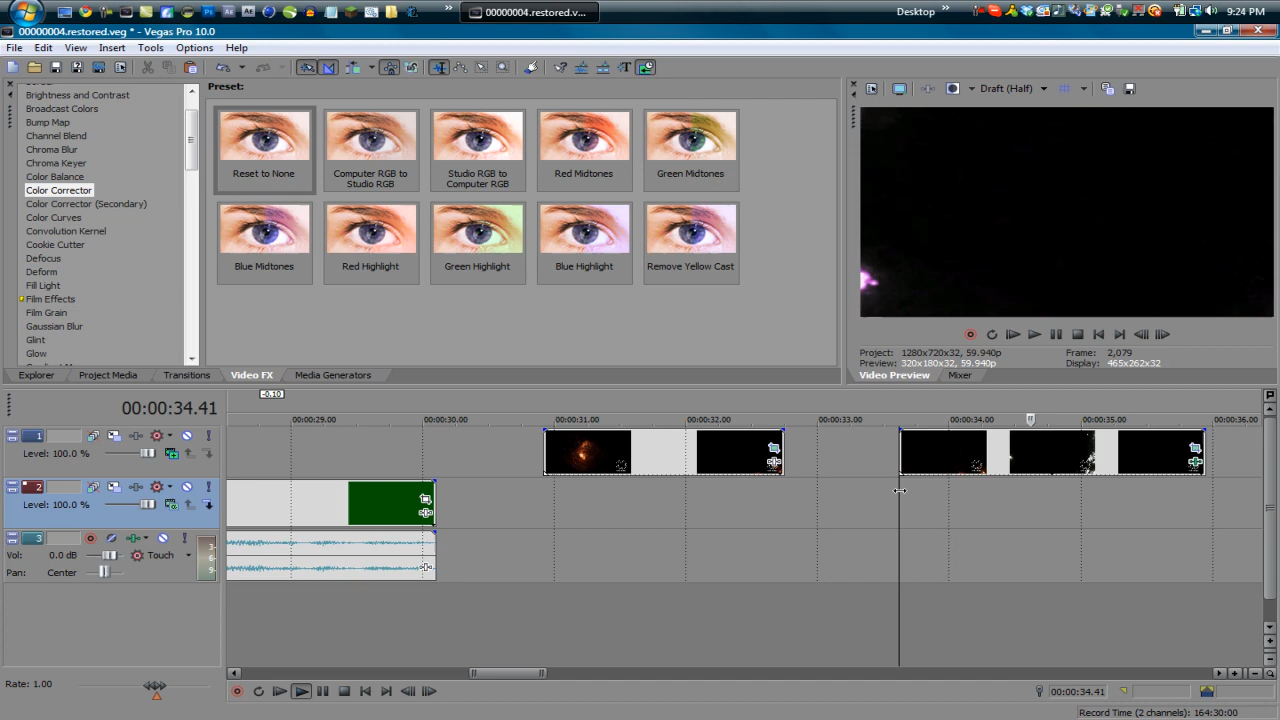 00000004.restored.v...
Desktop
9:24 PM
00000004.restored.veg * - Vegas Pro 10.0
File Edit View Insert Tools Options Help
Brightness and Contrast
Broadcast Colors
Bump Map
Channel Blend
Chroma Blur
Chroma Keyer
Color Balance
Color Corrector
Color Corrector (Secondary)
Color Curves
Convolution Kernel
Cookie Cutter
Defocus
Deform
Fill Light
Film Effects
Film Grain
Gaussian Blur
Glint
Glow
Preset:
Reset to None
Computer RGB to
Studio RGB
Studio RGB to
Computer RGB
Red Midtones
Green Midtones
Blue Midtones
Red Highlight
Green Highlight
Blue Highlight
Remove Yellow Cast
Draft (Half)
Project: 1280x720x32, 59.940p
Frame: 2,079
Preview: 320x180x32, 59.940p
Display: 465x262x32
Explorer
Project Media
Transitions
Video FX
Media Generators
Video Preview
Mixer
-0.10
00:00:34.41
00:00:29.00
00:00:30.00
00:00:31.00
00:00:32.00
00:00:33.00
00:00:34.00
00:00:35.00
00:00:36.00
1
Level: 100.0 %
2
Level: 100.0 %
3
Vol: 0.0 dB
Touch
Pan: Center
3
6
9
Rate: 1.00
00:00:34.41
Record Time (2 channels): 164:30:00